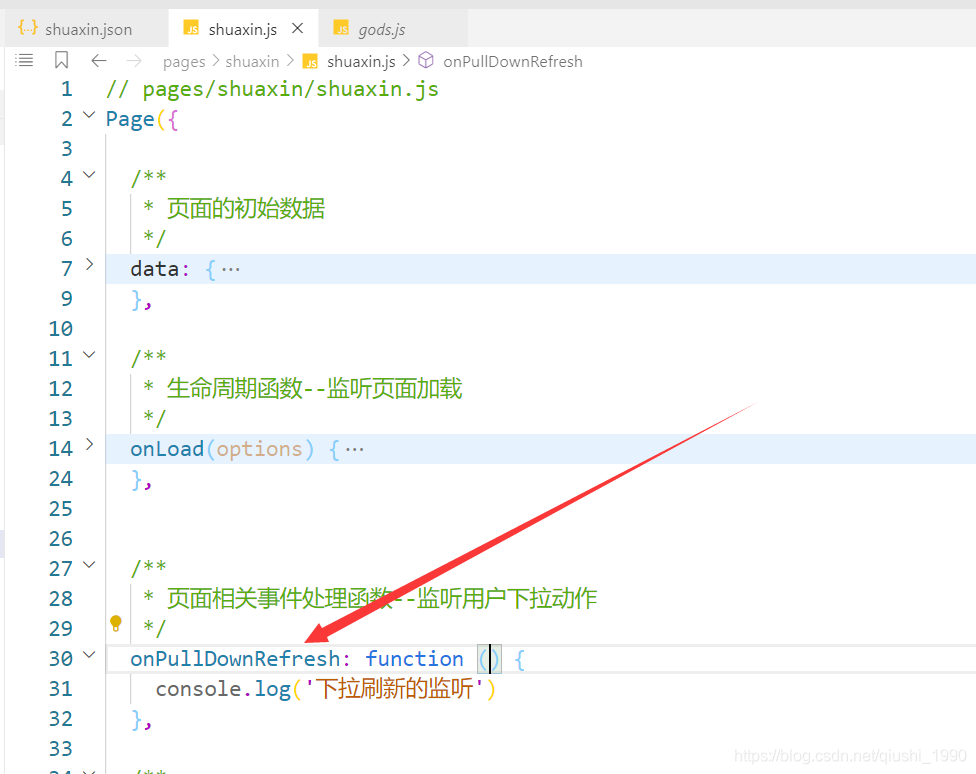 shuaxin.json shuaxin.js gods.js
pages shuaxin shuaxin.js onPullDownRefresh
1 // pages/shuaxin/shuaxin.js
2 Page({
3
4 /**
5 * 页面的初始数据
6 */
7 data: {···
9 },
10
11 /**
12 * 生命周期函数--监听页面加载
13 */
14 onLoad(options) {···
24 },
25
26
27 /**
28 * 页面相关事件处理函数--监听用户下拉动作
29 */
30 onPullDownRefresh: function () {
31 console.log('下拉刷新的监听')
32 },
33
34 /**
https://blog.csdn.net/qiushi_1990